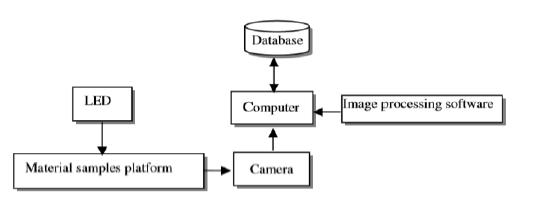 Database
LED
Computer
Image processing software
Material samples platform
Camera